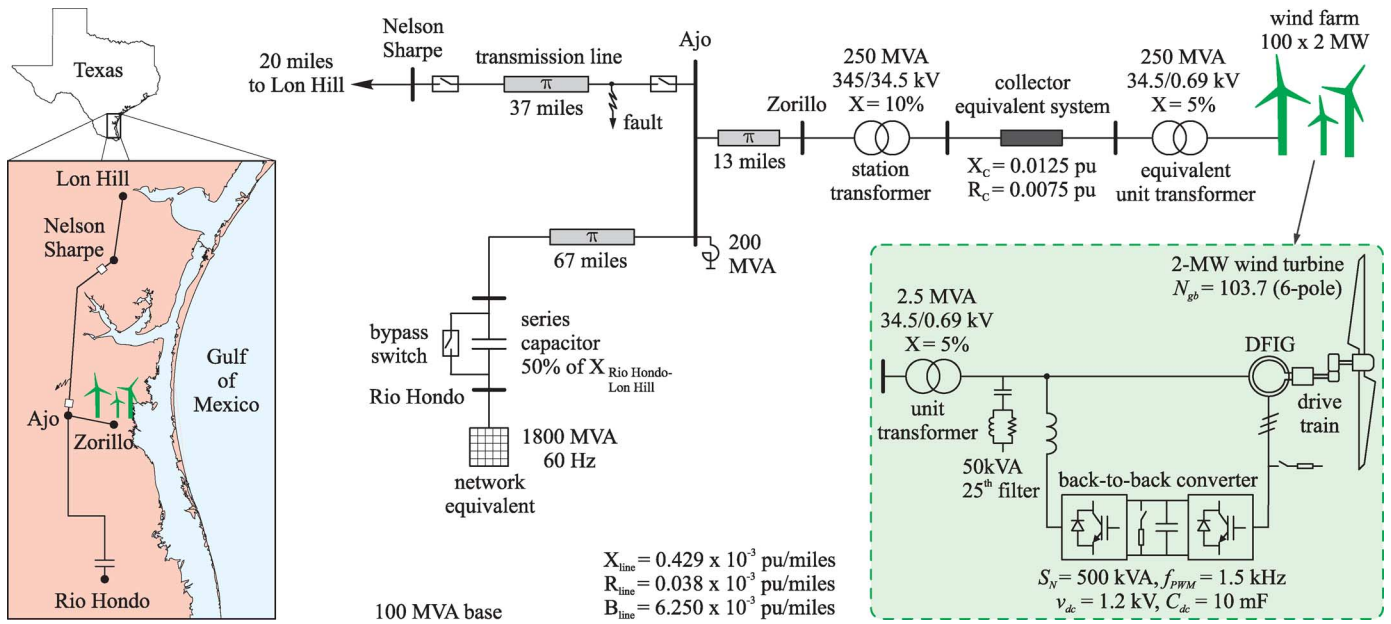 Texas
Lon Hill
Nelson
Sharpe
Ajo
Zorillo
Gulf
of
Mexico
Rio Hondo
20 miles
to Lon Hill
Nelson
Sharpe
transmission line
π
37 miles
fault
Ajo
π
13 miles
Zorillo
250 MVA
345/34.5 kV
X = 10%
station
transformer
collector
equivalent system
X_C = 0.0125 pu
R_C = 0.0075 pu
250 MVA
34.5/0.69 kV
X = 5%
equivalent
unit transformer
wind farm
100 x 2 MW
π
67 miles
200
MVA
bypass
switch
series
capacitor
50% of X Rio Hondo-
Lon Hill
Rio Hondo
1800 MVA
60 Hz
network
equivalent
100 MVA base
X_line = 0.429 x 10⁻³ pu/miles
R_line = 0.038 x 10⁻³ pu/miles
B_line = 6.250 x 10⁻³ pu/miles
2-MW wind turbine
N_gb = 103.7 (6-pole)
2.5 MVA
34.5/0.69 kV
X = 5%
unit
transformer
DFIG
drive
train
50kVA
25th filter
back-to-back converter
S_N = 500 kVA, f_PWM = 1.5 kHz
v_dc = 1.2 kV, C_dc = 10 mF